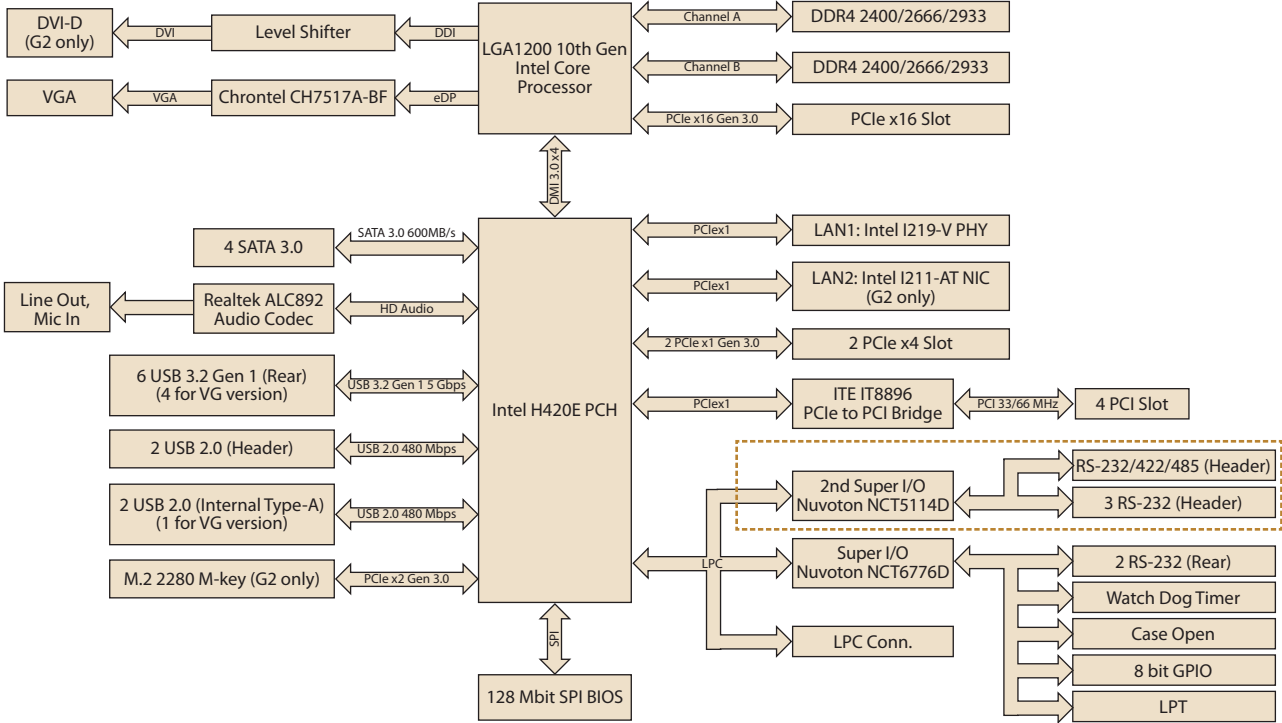 DVI-D
(G2 only)
DVI
Level Shifter
DDI
VGA
VGA
Chrontel CH7517A-BF
eDP
LGA1200 10th Gen
Intel Core
Processor
Channel A
DDR4 2400/2666/2933
Channel B
DDR4 2400/2666/2933
PCIe x16 Gen 3.0
PCIe x16 Slot
DMI 3.0 x4
4 SATA 3.0
SATA 3.0 600MB/s
Line Out,
Mic In
Realtek ALC892
Audio Codec
HD Audio
6 USB 3.2 Gen 1 (Rear)
(4 for VG version)
USB 3.2 Gen 1 5 Gbps
2 USB 2.0 (Header)
USB 2.0 480 Mbps
2 USB 2.0 (Internal Type-A)
(1 for VG version)
USB 2.0 480 Mbps
M.2 2280 M-key (G2 only)
PCIe x2 Gen 3.0
Intel H420E PCH
SPI
128 Mbit SPI BIOS
PCIex1
LAN1: Intel I219-V PHY
PCIex1
LAN2: Intel I211-AT NIC
(G2 only)
2 PCIe x1 Gen 3.0
2 PCIe x4 Slot
PCIex1
ITE IT8896
PCIe to PCI Bridge
PCI 33/66 MHz
4 PCI Slot
2nd Super I/O
Nuvoton NCT5114D
RS-232/422/485 (Header)
3 RS-232 (Header)
LPC
Super I/O
Nuvoton NCT6776D
2 RS-232 (Rear)
Watch Dog Timer
Case Open
8 bit GPIO
LPT
LPC Conn.